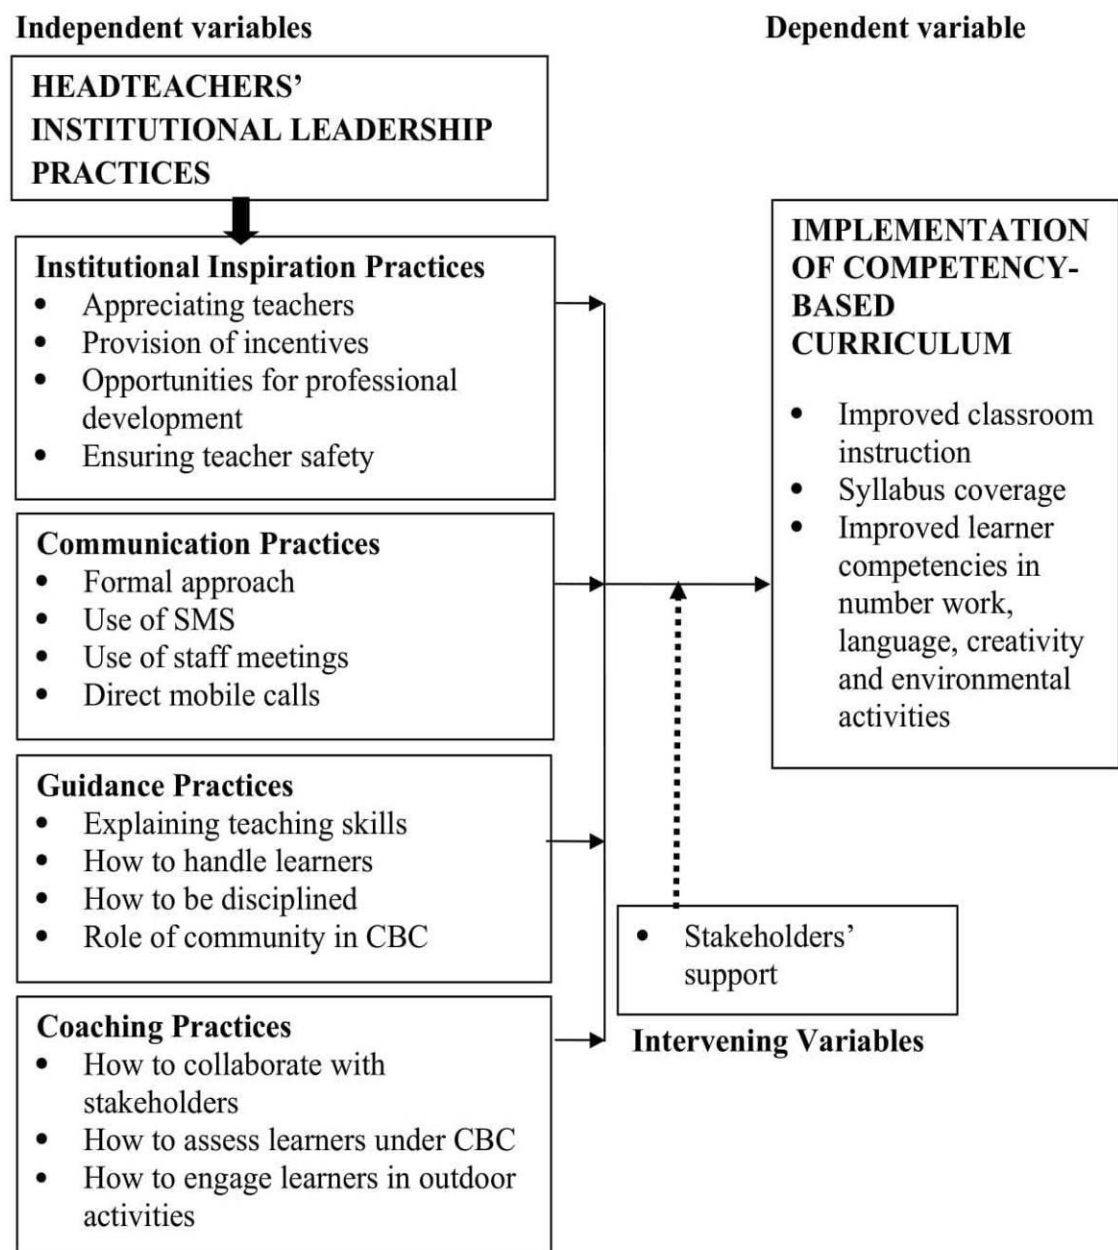 Independent variables
Dependent variable
HEADTEACHERS’
INSTITUTIONAL LEADERSHIP
PRACTICES
Institutional Inspiration Practices
• Appreciating teachers
• Provision of incentives
• Opportunities for professional
development
• Ensuring teacher safety
Communication Practices
• Formal approach
• Use of SMS
• Use of staff meetings
• Direct mobile calls
Guidance Practices
• Explaining teaching skills
• How to handle learners
• How to be disciplined
• Role of community in CBC
Coaching Practices
• How to collaborate with
stakeholders
• How to assess learners under CBC
• How to engage learners in outdoor
activities
IMPLEMENTATION
OF COMPETENCY-
BASED
CURRICULUM
• Improved classroom
instruction
• Syllabus coverage
• Improved learner
competencies in
number work,
language, creativity
and environmental
activities
• Stakeholders’
support
Intervening Variables